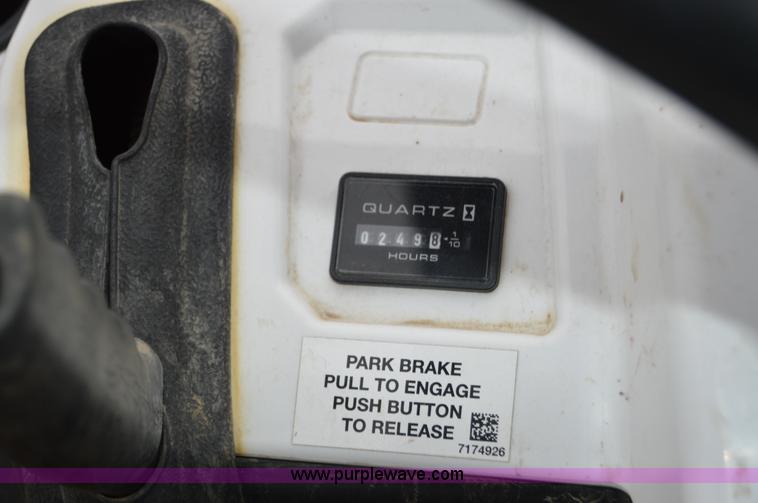 QUARTZ
02498 1/10
HOURS
PARK BRAKE
PULL TO ENGAGE
PUSH BUTTON
TO RELEASE
7174926
www.purplewave.com